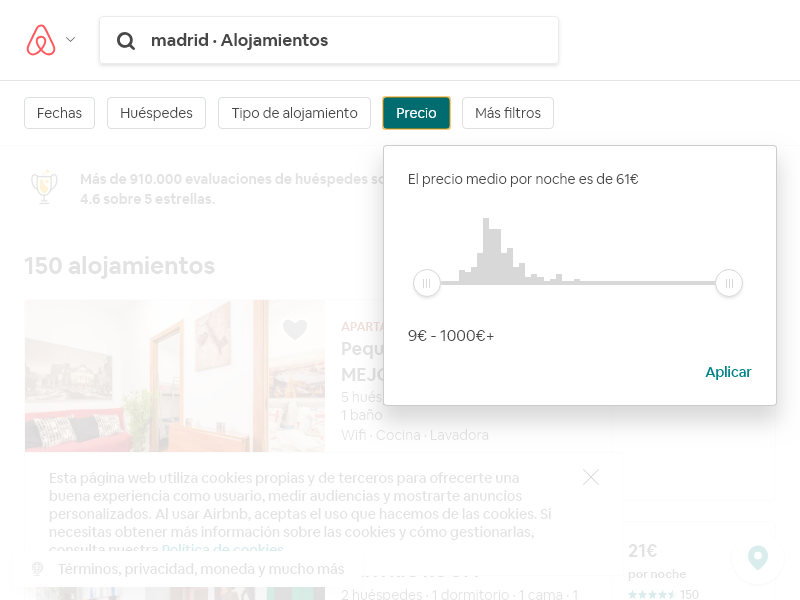 madrid · Alojamientos
Fechas
Huéspedes
Tipo de alojamiento
Precio
Más filtros
El precio medio por noche es de 61€
9€ - 1000€+
Aplicar
Más de 910.000 evaluaciones de huéspedes
4.6 sobre 5 estrellas.
150 alojamientos
5
1 baño
Wifi · Cocina · Lavadora
Esta página web utiliza cookies propias y de terceros para ofrecerte una
buena experiencia como usuario, medir audiencias y mostrarte anuncios
personalizados. Al usar Airbnb, aceptas el uso que hacemos de las cookies. Si
necesitas obtener más información sobre las cookies y cómo gestionarlas,
consulta nuestra Política de cookies
Términos, privacidad, moneda y mucho más
21€
por noche
150
2 huéspedes · 1 dormitorio · 1 cama · 1